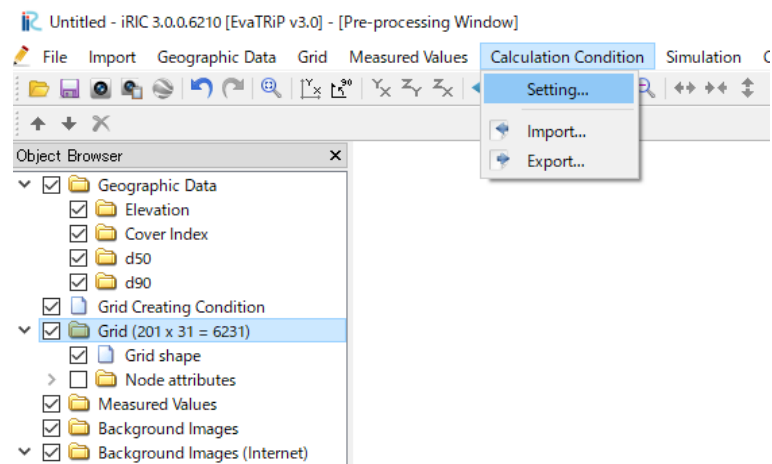 Untitled - iRIC 3.0.0.6210 [EvaTRiP v3.0] - [Pre-processing Window]
File Import Geographic Data Grid Measured Values Calculation Condition Simulation
Setting...
Import...
Export...
Object Browser
Geographic Data
Elevation
Cover Index
d50
d90
Grid Creating Condition
Grid (201 x 31 = 6231)
Grid shape
Node attributes
Measured Values
Background Images
Background Images (Internet)